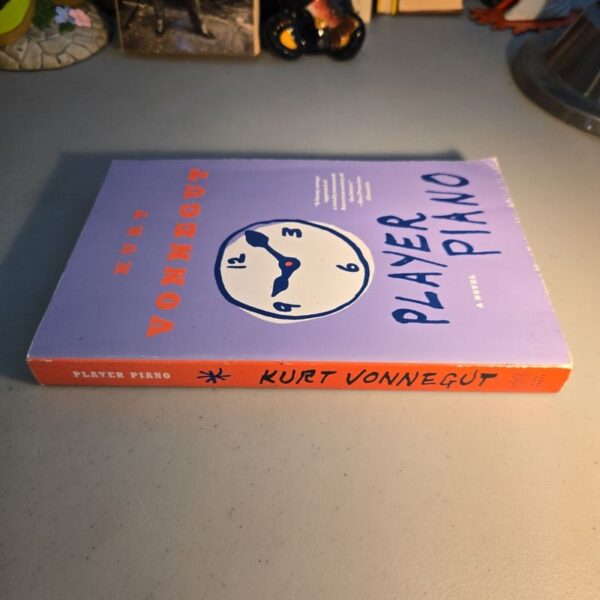 KURT
VONNEGUT
12
3
6
9
PLAYER
PIANO
A NOVEL
PLAYER PIANO
KURT VONNEGUT